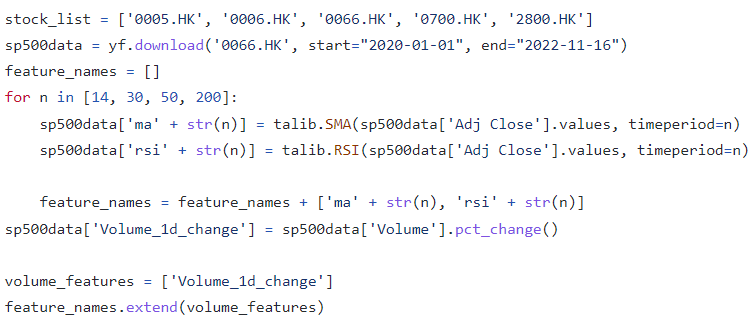 stock_list = ['0005.HK', '0006.HK', '0066.HK', '0700.HK', '2800.HK']
sp500data = yf.download('0066.HK', start="2020-01-01", end="2022-11-16")
feature_names = []
for n in [14, 30, 50, 200]:
    sp500data['ma' + str(n)] = talib.SMA(sp500data['Adj Close'].values, timeperiod=n)
    sp500data['rsi' + str(n)] = talib.RSI(sp500data['Adj Close'].values, timeperiod=n)
    feature_names = feature_names + ['ma' + str(n), 'rsi' + str(n)]
sp500data['Volume_1d_change'] = sp500data['Volume'].pct_change()
volume_features = ['Volume_1d_change']
feature_names.extend(volume_features)